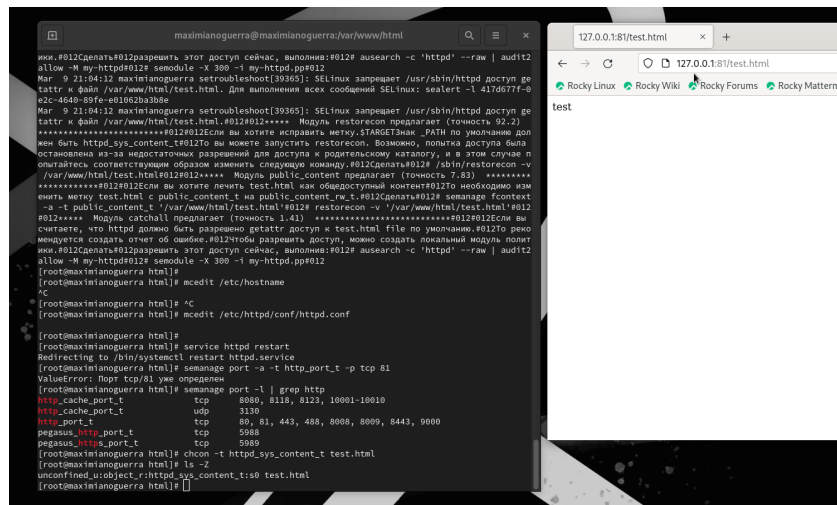 maximianoguerra@maximianoguerra:/var/www/html
ики.#012Сделать#012разрешить этот доступ сейчас, выполнив:#012# ausearch -c 'httpd' --raw | audit2
allow -M my-httpd#012# semodule -X 300 -i my-httpd.pp#012
Mar  9 21:04:12 maximianoguerra setroubleshoot[39365]: SELinux запрещает /usr/sbin/httpd доступ ge
tattr к файл /var/www/html/test.html. Для выполнения всех сообщений SELinux: sealert -l 417d677f-0
e2c-4640-89fe-e01062ba3b8e
Mar  9 21:04:12 maximianoguerra setroubleshoot[39365]: SELinux запрещает /usr/sbin/httpd доступ ge
tattr к файл /var/www/html/test.html.#012#012***** Модуль restorecon предлагает (точность 92.2)
************************#012#012Если вы хотите исправить метку.$TARGETЗнак _PATH по умолчанию дол
жен быть httpd_sys_content_t#012То вы можете запустить restorecon. Возможно, попытка доступа была
остановлена из-за недостаточных разрешений для доступа к родительскому каталогу, и в этом случае п
опытайтесь соответствующим образом изменить следующую команду.#012Сделать#012# /sbin/restorecon -v
/var/www/html/test.html#012#012***** Модуль public_content предлагает (точность 7.83) *********
************#012#012Если вы хотите лечить test.html как общедоступный контент#012То необходимо изм
енить метку test.html с public_content_t на public_content_rw_t.#012Сделать#012# semanage fcontext
-a -t public_content_t '/var/www/html/test.html'#012# restorecon -v '/var/www/html/test.html'#012
#012***** Модуль catchall предлагает (точность 1.41) **************************#012#012Если вы
считаете, что httpd должно быть разрешено getattr доступ к test.html file по умолчанию.#012То реко
мендуется создать отчет об ошибке.#012Чтобы разрешить доступ, можно создать локальный модуль полит
ики.#012Сделать#012разрешить этот доступ сейчас, выполнив:#012# ausearch -c 'httpd' --raw | audit2
allow -M my-httpd#012# semodule -X 300 -i my-httpd.pp#012
[root@maximianoguerra html]#
[root@maximianoguerra html]# mcedit /etc/hostname
^C
[root@maximianoguerra html]# ^C
[root@maximianoguerra html]# mcedit /etc/httpd/conf/httpd.conf
[root@maximianoguerra html]#
[root@maximianoguerra html]# service httpd restart
Redirecting to /bin/systemctl restart httpd.service
[root@maximianoguerra html]# semanage port -a -t http_port_t -p tcp 81
ValueError: Порт tcp/81 уже определен
[root@maximianoguerra html]# semanage port -l | grep http
http_cache_port_t tcp 8080, 8118, 8123, 10001-10010
http_cache_port_t udp 3130
http_port_t tcp 80, 81, 443, 488, 8008, 8009, 8443, 9000
pegasus_http_port_t tcp 5988
pegasus_https_port_t tcp 5989
[root@maximianoguerra html]# chcon -t httpd_sys_content_t test.html
[root@maximianoguerra html]# ls -Z
unconfined_u:object_r:httpd_sys_content_t:s0 test.html
[root@maximianoguerra html]#
127.0.0.1:81/test.html
127.0.0.1:81/test.html
Rocky Linux Rocky Wiki Rocky Forums Rocky Matterm
test